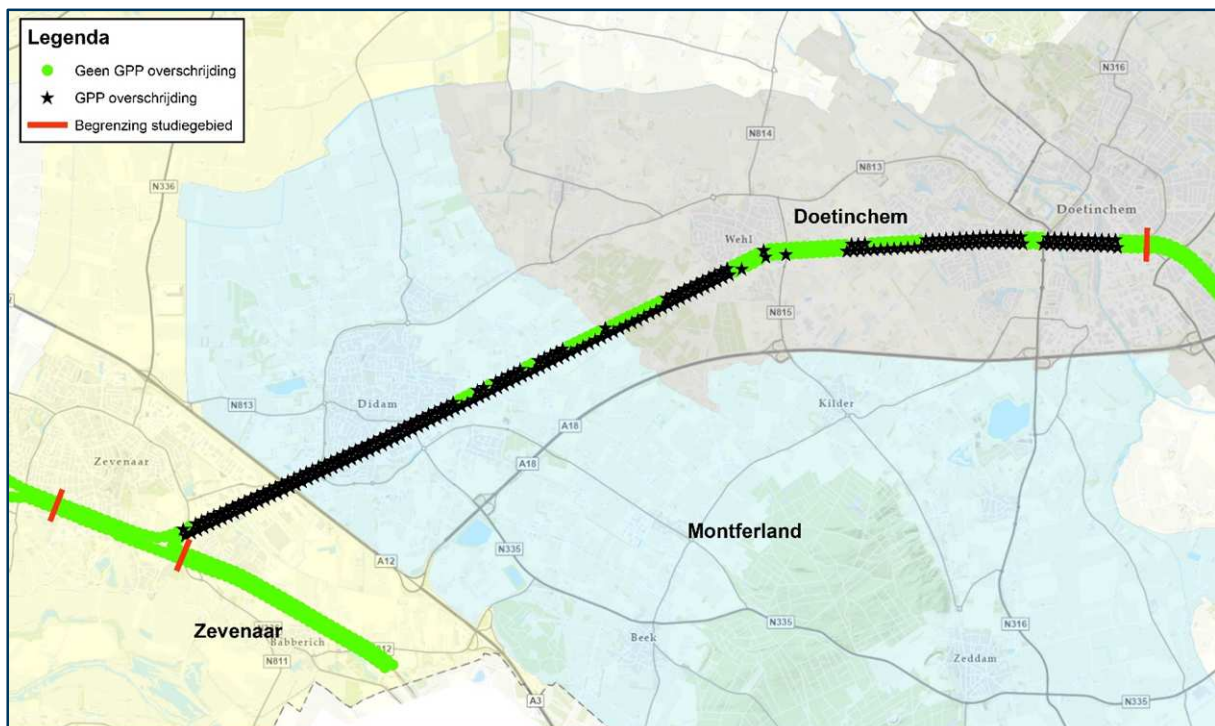 Legenda
Geen GPP overschrijding
GPP overschrijding
Begrenzing studiegebied
N316
N814
N813
N336
Doetinchem
Doetinchem
Wehl
N815
N813
Didam
Kilder
A18
Zevenaar
A18
Montferland
N335
A12
Zevenaar
Babberich
N335
N316
Beek
N811
12
Zeddam
A3
N335